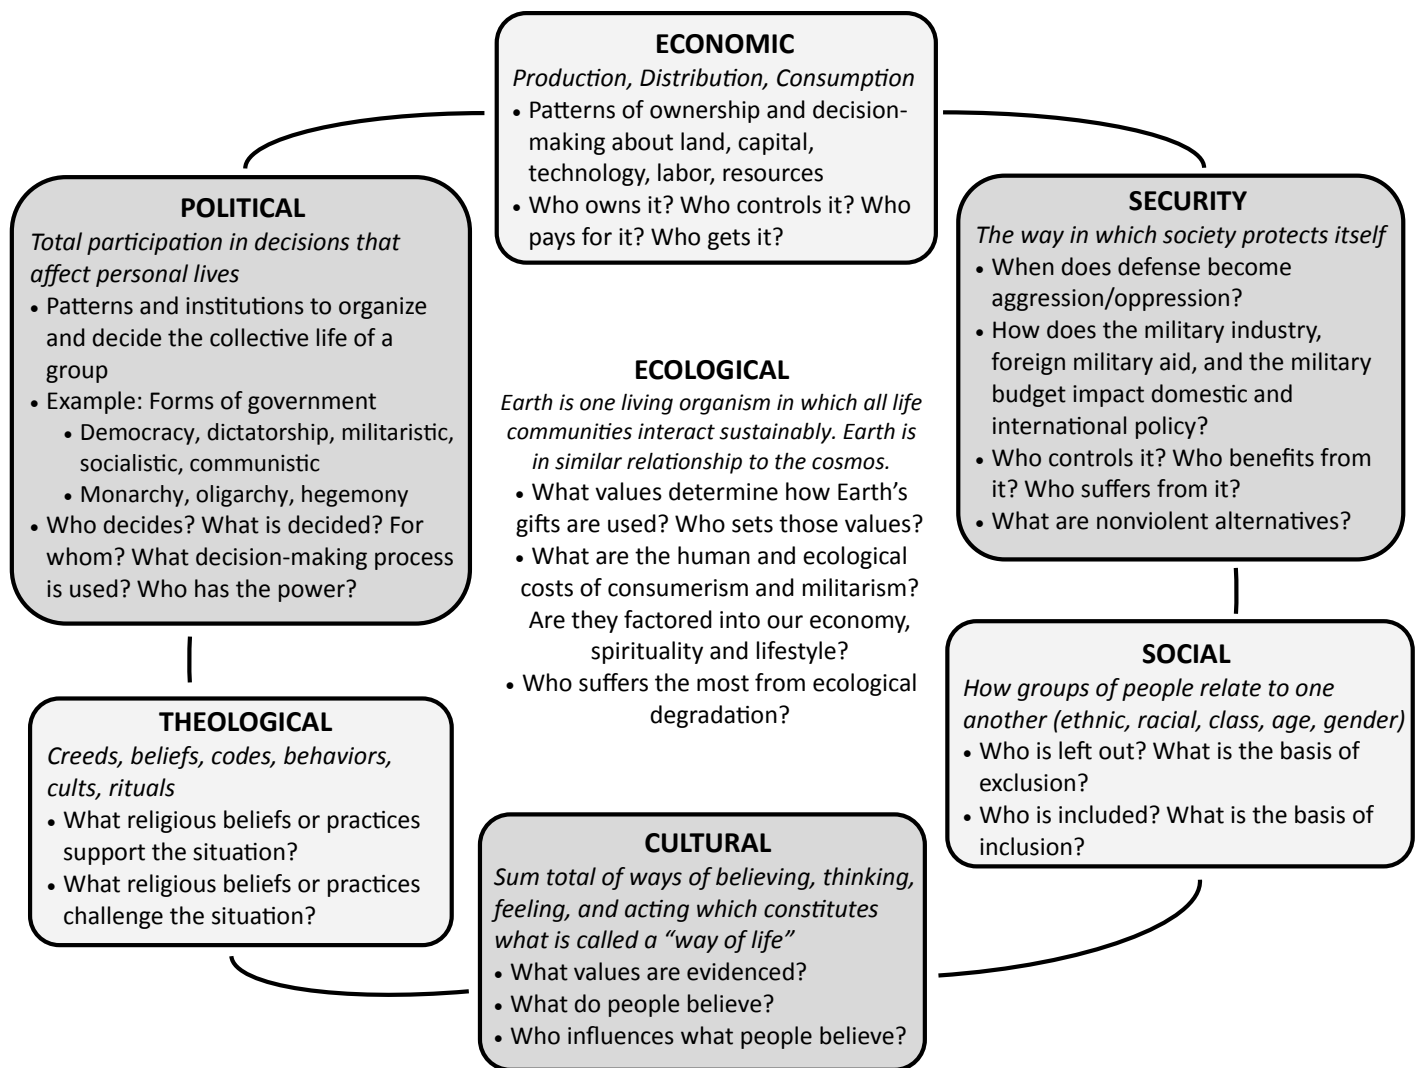 ECONOMIC
Production, Distribution, Consumption
• Patterns of ownership and decision-
making about land, capital,
technology, labor, resources
• Who owns it? Who controls it? Who
pays for it? Who gets it?
POLITICAL
Total participation in decisions that
affect personal lives
• Patterns and institutions to organize
and decide the collective life of a
group
• Example: Forms of government
• Democracy, dictatorship, militaristic,
socialistic, communistic
• Monarchy, oligarchy, hegemony
• Who decides? What is decided? For
whom? What decision-making process
is used? Who has the power?
SECURITY
The way in which society protects itself
• When does defense become
aggression/oppression?
• How does the military industry,
foreign military aid, and the military
budget impact domestic and
international policy?
• Who controls it? Who benefits from
it? Who suffers from it?
• What are nonviolent alternatives?
ECOLOGICAL
Earth is one living organism in which all life
communities interact sustainably. Earth is
in similar relationship to the cosmos.
• What values determine how Earth's
gifts are used? Who sets those values?
• What are the human and ecological
costs of consumerism and militarism?
Are they factored into our economy,
spirituality and lifestyle?
• Who suffers the most from ecological
degradation?
THEOLOGICAL
Creeds, beliefs, codes, behaviors,
cults, rituals
• What religious beliefs or practices
support the situation?
• What religious beliefs or practices
challenge the situation?
SOCIAL
How groups of people relate to one
another (ethnic, racial, class, age, gender)
• Who is left out? What is the basis of
exclusion?
• Who is included? What is the basis of
inclusion?
CULTURAL
Sum total of ways of believing, thinking,
feeling, and acting which constitutes
what is called a “way of life”
• What values are evidenced?
• What do people believe?
• Who influences what people believe?